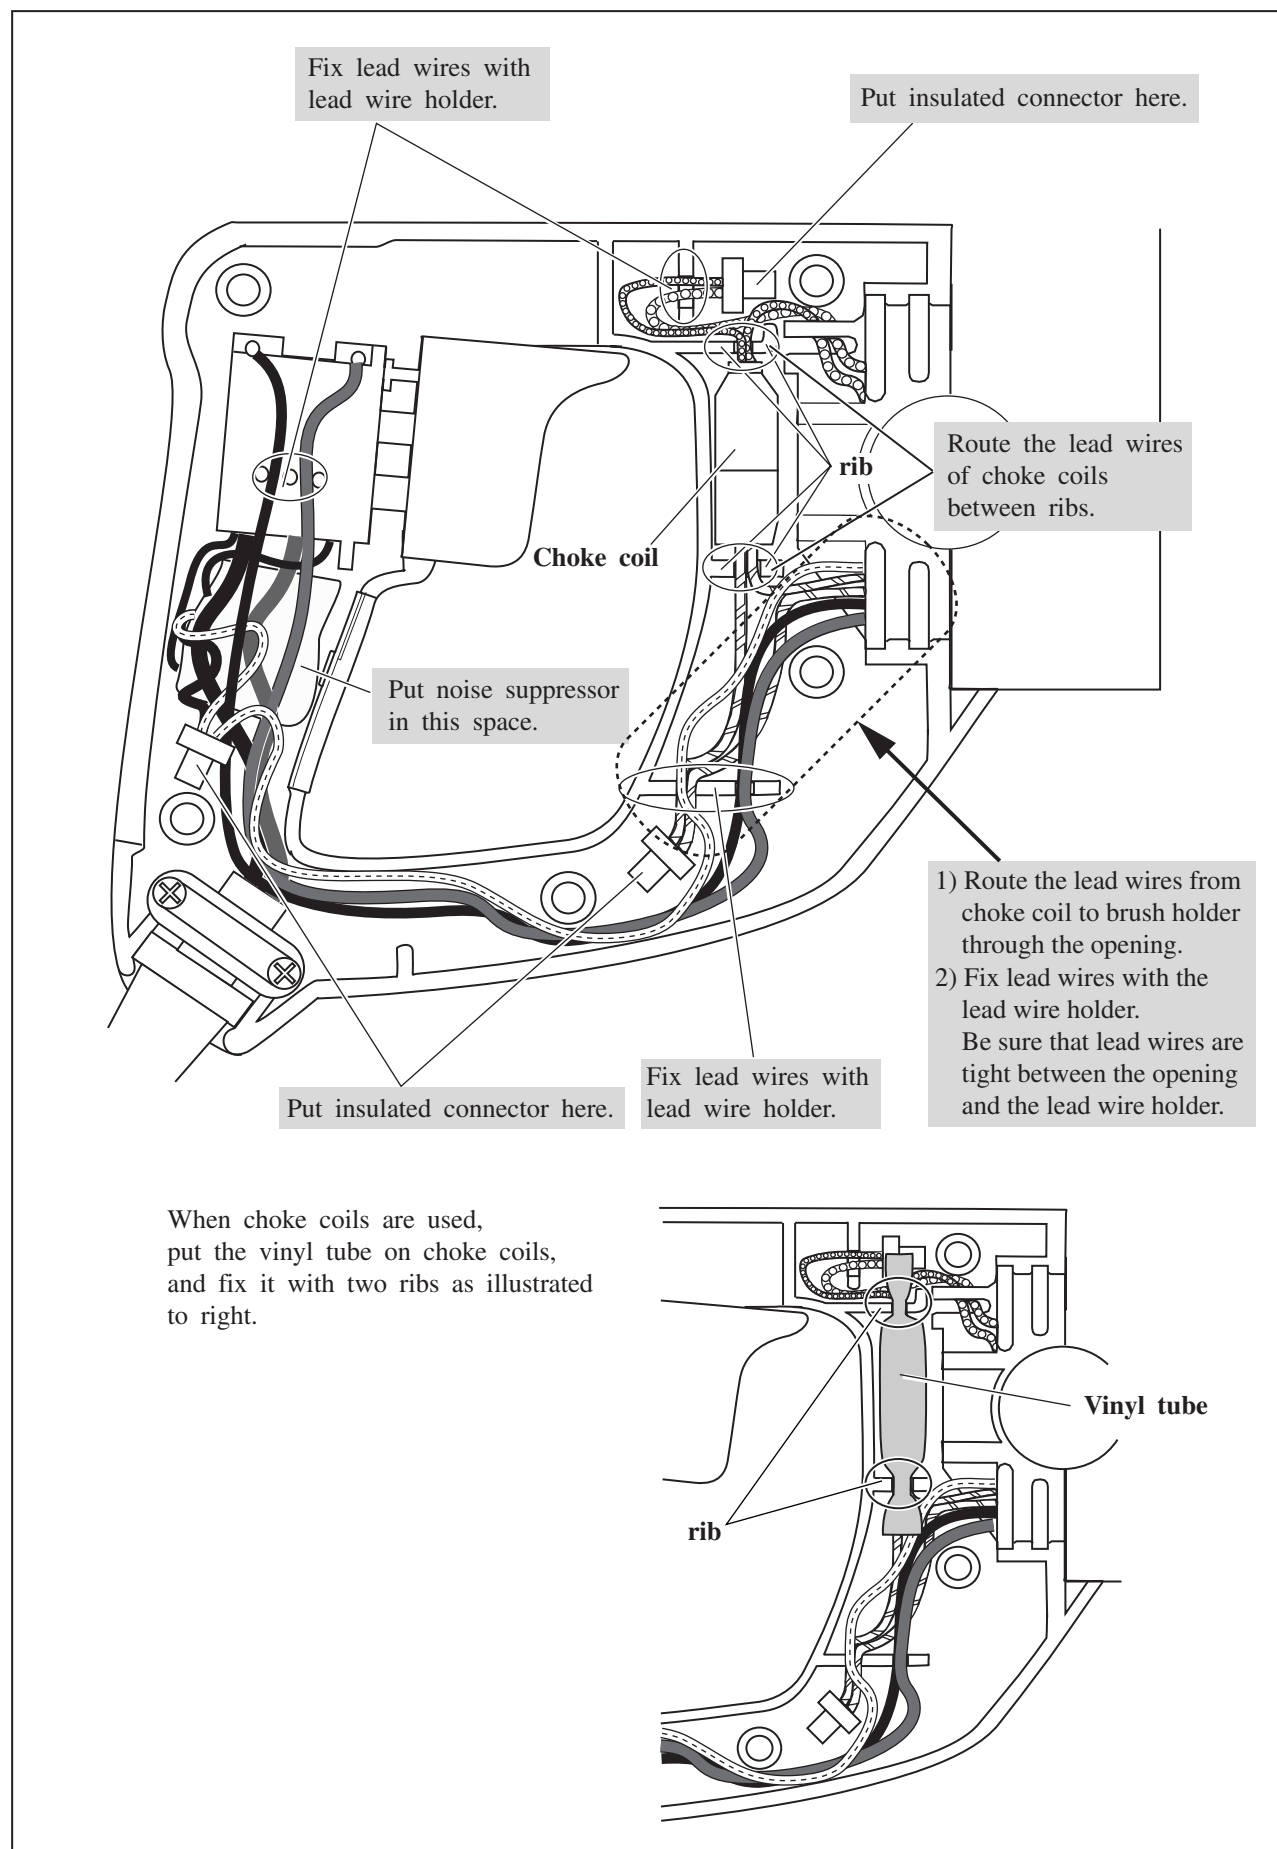 Fix lead wires with
lead wire holder.
Put insulated connector here.
rib
Route the lead wires
of choke coils
between ribs.
Choke coil
Put noise suppressor
in this space.
1) Route the lead wires from
choke coil to brush holder
through the opening.
2) Fix lead wires with the
lead wire holder.
Be sure that lead wires are
tight between the opening
and the lead wire holder.
Put insulated connector here.
Fix lead wires with
lead wire holder.
When choke coils are used,
put the vinyl tube on choke coils,
and fix it with two ribs as illustrated
to right.
Vinyl tube
rib